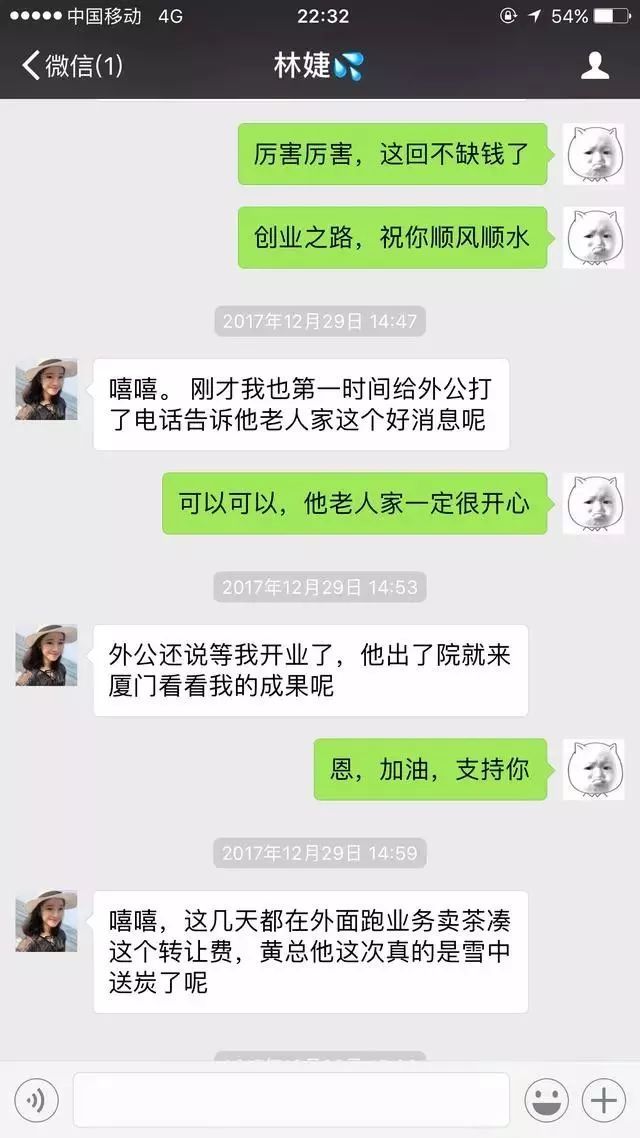 中国移动 4G 22:32 54%
微信(1) 林婕💦
厉害厉害，这回不缺钱了
创业之路，祝你顺风顺水
2017年12月29日 14:47
嘻嘻。刚才我也第一时间给外公打
了电话告诉他老人家这个好消息呢
可以可以，他老人家一定很开心
2017年12月29日 14:53
外公还说等我开业了，他出了院就来
厦门看看我的成果呢
恩，加油，支持你
2017年12月29日 14:59
嘻嘻，这几天都在外面跑业务卖茶凑
这个转让费，黄总他这次真的是雪中
送炭了呢